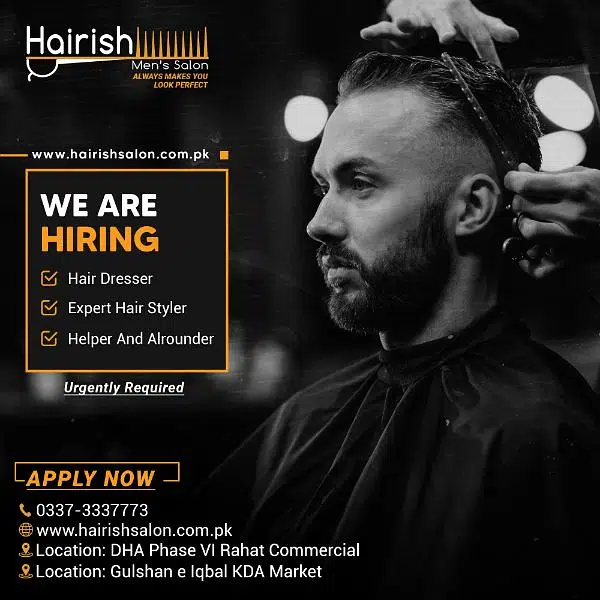 Hairish
Men's Salon
ALWAYS MAKES YOU
LOOK PERFECT
www.hairishsalon.com.pk
WE ARE
HIRING
Hair Dresser
Expert Hair Styler
Helper And Alrounder
Urgently Required
APPLY NOW
0337-3337773
www.hairishsalon.com.pk
Location: DHA Phase VI Rahat Commercial
Location: Gulshan e Iqbal KDA Market